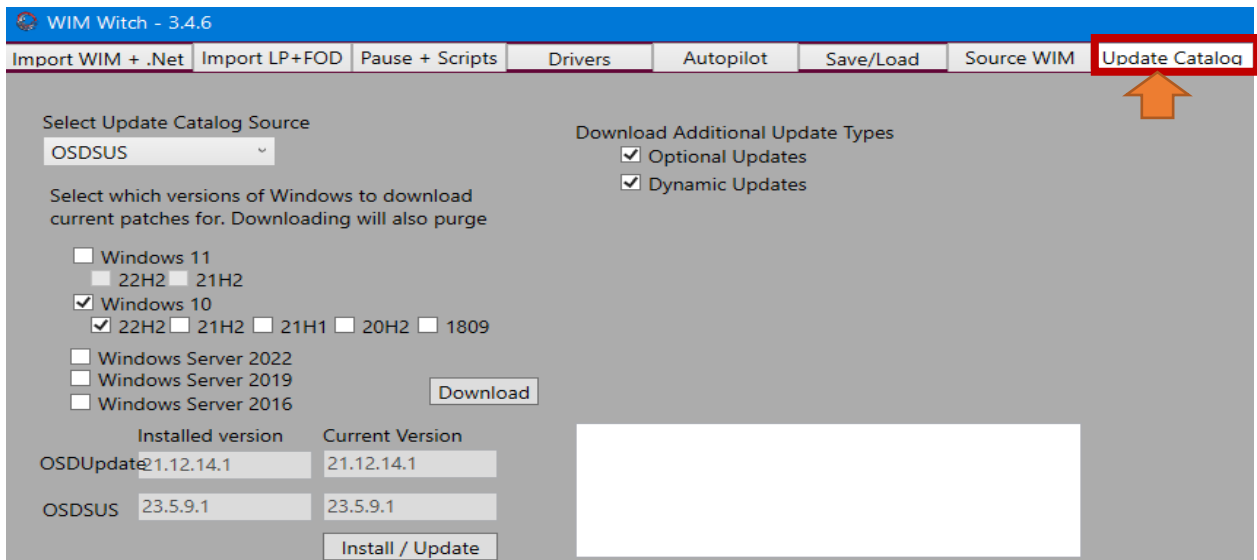 WIM Witch - 3.4.6
Import WIM + .Net Import LP+FOD Pause + Scripts Drivers Autopilot Save/Load Source WIM Update Catalog
Select Update Catalog Source
OSDSUS
Download Additional Update Types
Optional Updates
Dynamic Updates
Select which versions of Windows to download
current patches for. Downloading will also purge
Windows 11
22H2 21H2
Windows 10
22H2 21H2 21H1 20H2 1809
Windows Server 2022
Windows Server 2019
Windows Server 2016
Download
Installed version Current Version
OSDUpdate 21.12.14.1 21.12.14.1
OSDSUS 23.5.9.1 23.5.9.1
Install / Update